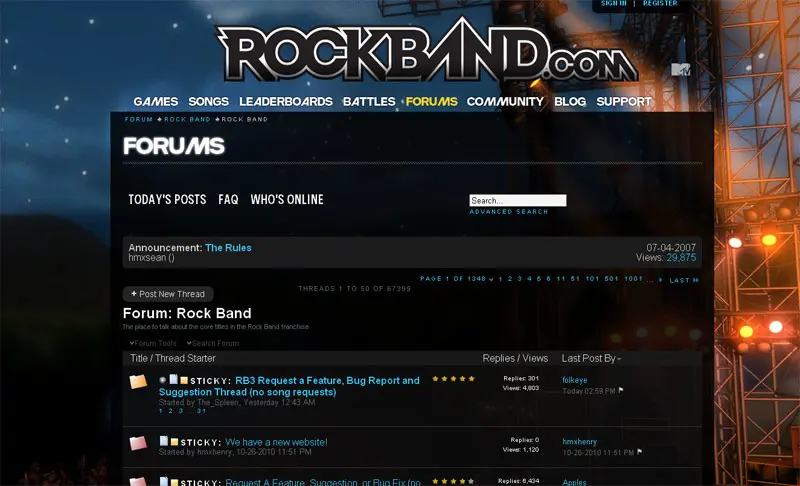 SIGN IN | REGISTER
ROCKBAND.COM
MTV
GAMES SONGS LEADERBOARDS BATTLES FORUMS COMMUNITY BLOG SUPPORT
FORUM ROCK BAND ROCK BAND
FORUMS
TODAY'S POSTS FAQ WHO'S ONLINE
Search...
ADVANCED SEARCH
Announcement: The Rules 07-04-2007
hmxsean () Views: 29,875
PAGE 1 OF 1348 1 2 3 4 5 6 11 51 101 501 1001 ... LAST
THREADS 1 TO 50 OF 67399
+ Post New Thread
Forum: Rock Band
The place to talk about the core titles in the Rock Band franchise
Forum Tools Search Forum
Title / Thread Starter Replies / Views Last Post By
STICKY: RB3 Request a Feature, Bug Report and Replies: 301 folkeye
Suggestion Thread (no song requests) Views: 4,803 Today 02:59 PM
Started by The_Spleen, Yesterday 12:43 AM
1 2 3 ... 31
STICKY: We have a new website! Replies: 0 hmxhenry
Started by hmxhenry, 10-26-2010 11:51 PM Views: 1,120 10-26-2010 11:51 PM
STICKY: Request A Feature, Suggestion, or Bug Fix (no Replies: 6,434 Apples